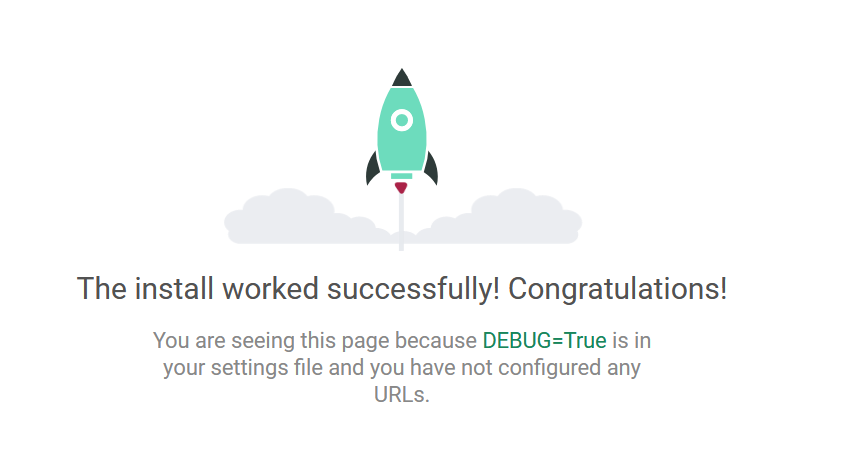 The install worked successfully! Congratulations!
You are seeing this page because DEBUG=True is in
your settings file and you have not configured any
URLs.